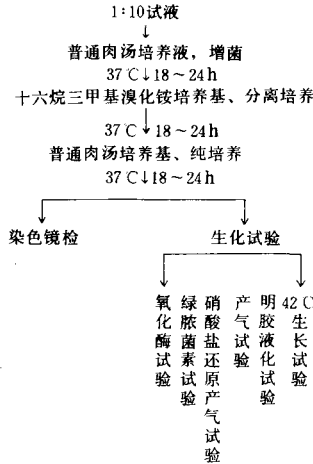 1:10试液
↓
普通肉汤培养液，增菌
37℃↓18～24h
十六烷三甲基溴化铵培养基、分离培养
37℃↓18～24h
普通肉汤培养基、纯培养
37℃↓18～24h
染色镜检
生化试验
氧化酶试验
绿脓菌素试验
硝酸盐还原产气试验
产气试验
明胶液化试验
42℃生长试验